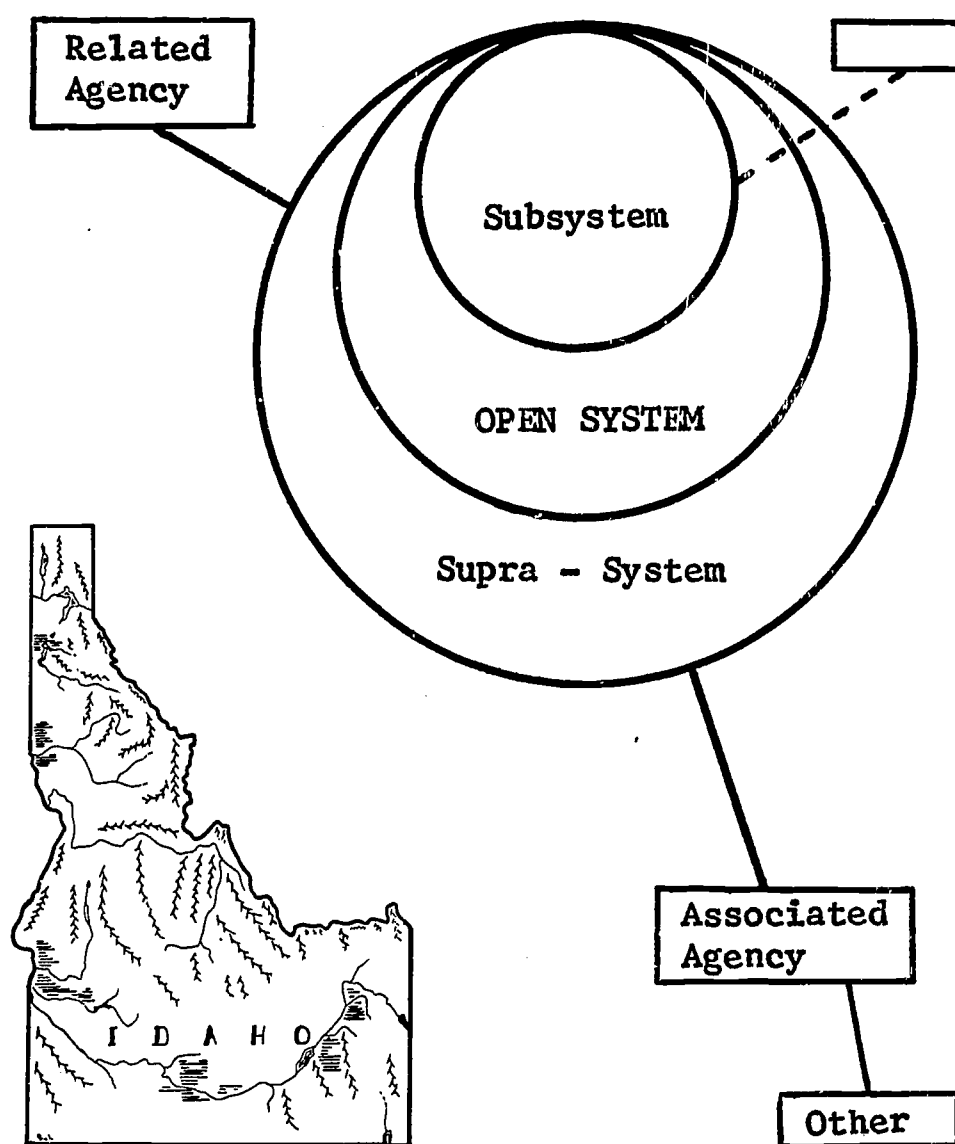 Related
Agency
Subsystem
OPEN SYSTEM
Supra - System
Associated
Agency
IDAHO
Other